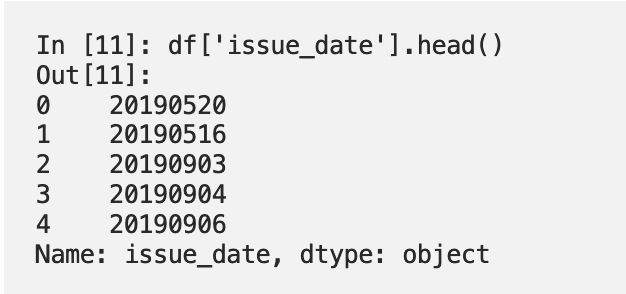 In [11]: df['issue_date'].head()
Out[11]:
0    20190520
1    20190516
2    20190903
3    20190904
4    20190906
Name: issue_date, dtype: object